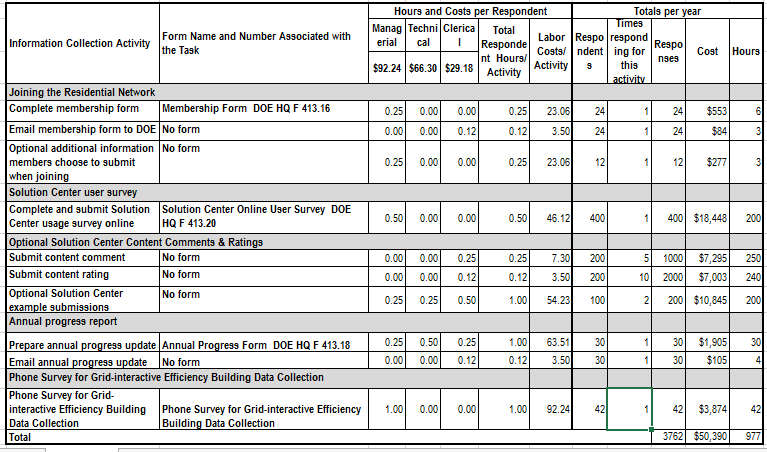 Hours and Costs per Respondent Totals per year
Information Collection Activity Form Name and Number Associated with the Task Managerial Technical Clerical Total Respondent Hours/ Activity Labor Costs/ Activity Respondents Times responding for this activity Responses Cost Hours
$92.24 $66.30 $29.18
Joining the Residential Network
Complete membership form Membership Form DOE HQ F 413.16 0.25 0.00 0.00 0.25 23.06 24 1 24 $553 6
Email membership form to DOE No form 0.00 0.00 0.12 0.12 3.50 24 1 24 $84 3
Optional additional information members choose to submit when joining No form 0.25 0.00 0.00 0.25 23.06 12 1 12 $277 3
Solution Center user survey
Complete and submit Solution Center usage survey online Solution Center Online User Survey DOE HQ F 413.20 0.50 0.00 0.00 0.50 46.12 400 1 400 $18,448 200
Optional Solution Center Content Comments & Ratings
Submit content comment No form 0.00 0.00 0.25 0.25 7.30 200 5 1000 $7,295 250
Submit content rating No form 0.00 0.00 0.12 0.12 3.50 200 10 2000 $7,003 240
Optional Solution Center example submissions No form 0.25 0.25 0.50 1.00 54.23 100 2 200 $10,845 200
Annual progress report
Prepare annual progress update Annual Progress Form DOE HQ F 413.18 0.25 0.50 0.25 1.00 63.51 30 1 30 $1,905 30
Email annual progress update No form 0.00 0.00 0.12 0.12 3.50 30 1 30 $105 4
Phone Survey for Grid-interactive Efficiency Building Data Collection
Phone Survey for Grid-interactive Efficiency Building Data Collection Phone Survey for Grid-interactive Efficiency Building Data Collection 1.00 0.00 0.00 1.00 92.24 42 1 42 $3,874 42
Total 3762 $50,390 977